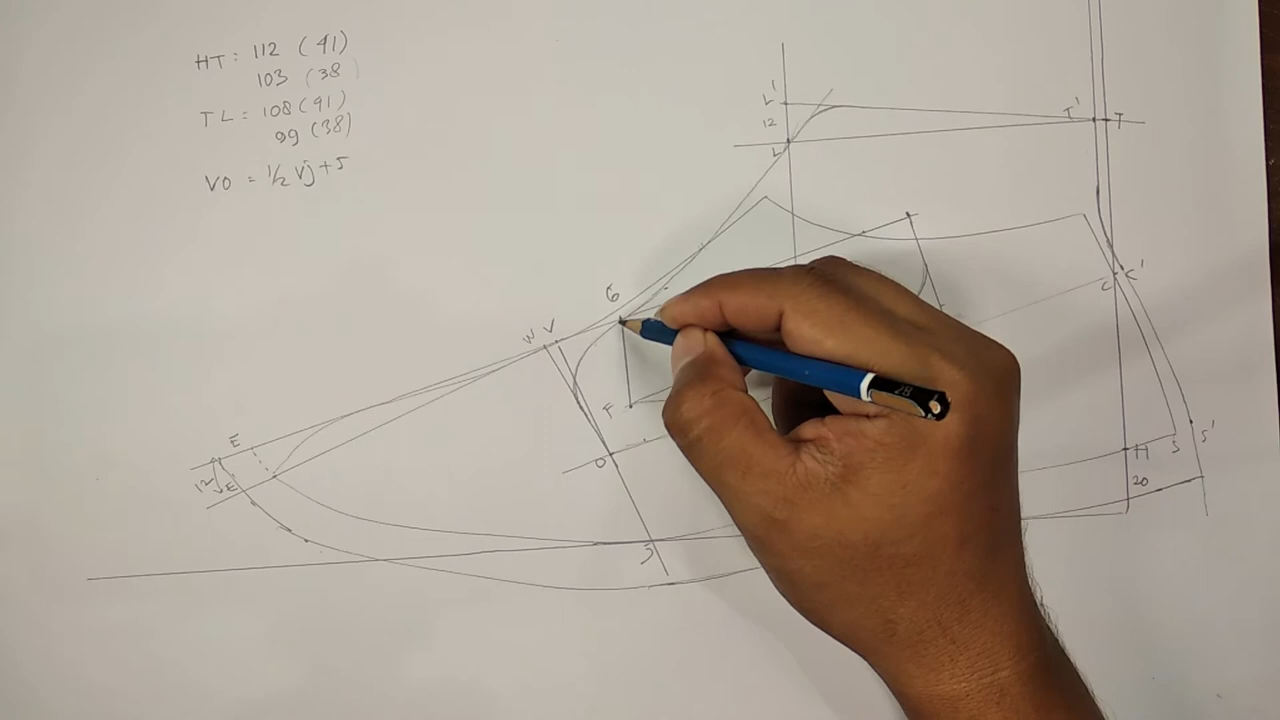 HT: 112 (41)
103 (38)
TL = 108 (41)
99 (38)
VO = 1/2 Vj + 5
L'
12
L
T'
T
G
W V
C C'
E
F
12
VE
O
H
S
S'
20
J
2B